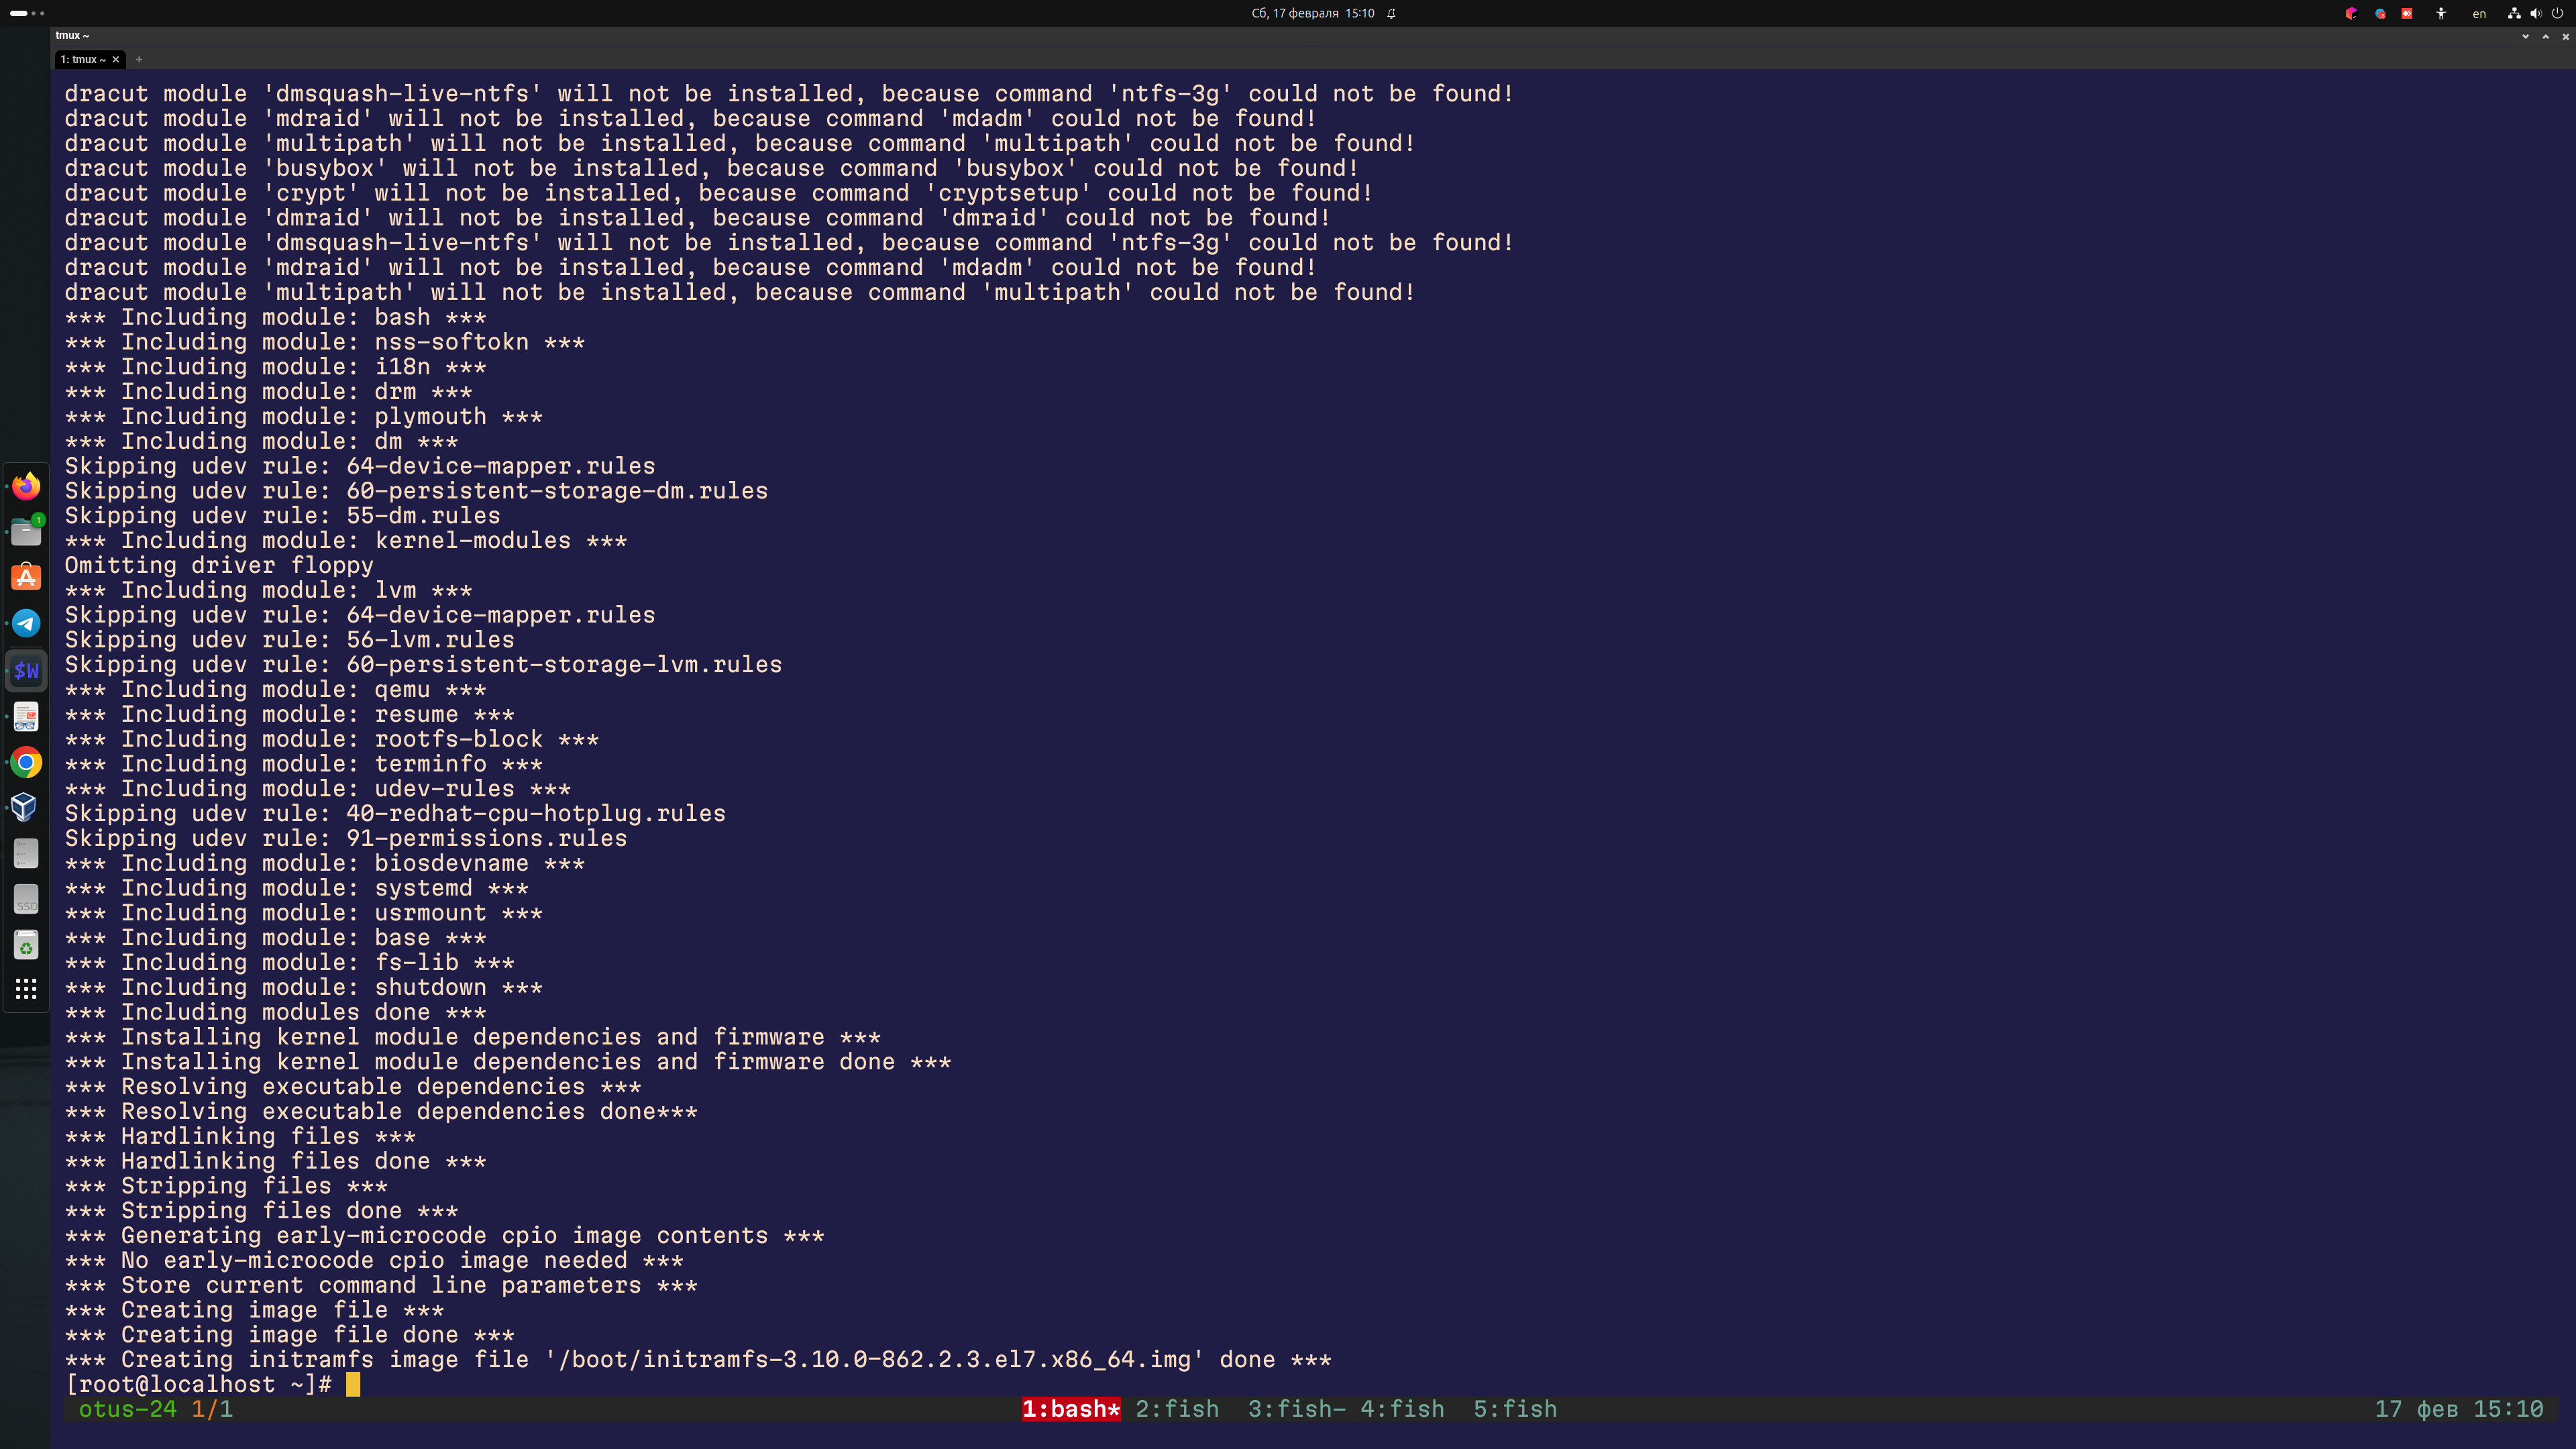 Сб, 17 февраля 15:10
en
tmux ~
1: tmux ~ × +
dracut module 'dmsquash-live-ntfs' will not be installed, because command 'ntfs-3g' could not be found!
dracut module 'mdraid' will not be installed, because command 'mdadm' could not be found!
dracut module 'multipath' will not be installed, because command 'multipath' could not be found!
dracut module 'busybox' will not be installed, because command 'busybox' could not be found!
dracut module 'crypt' will not be installed, because command 'cryptsetup' could not be found!
dracut module 'dmraid' will not be installed, because command 'dmraid' could not be found!
dracut module 'dmsquash-live-ntfs' will not be installed, because command 'ntfs-3g' could not be found!
dracut module 'mdraid' will not be installed, because command 'mdadm' could not be found!
dracut module 'multipath' will not be installed, because command 'multipath' could not be found!
*** Including module: bash ***
*** Including module: nss-softokn ***
*** Including module: i18n ***
*** Including module: drm ***
*** Including module: plymouth ***
*** Including module: dm ***
Skipping udev rule: 64-device-mapper.rules
Skipping udev rule: 60-persistent-storage-dm.rules
Skipping udev rule: 55-dm.rules
*** Including module: kernel-modules ***
Omitting driver floppy
*** Including module: lvm ***
Skipping udev rule: 64-device-mapper.rules
Skipping udev rule: 56-lvm.rules
Skipping udev rule: 60-persistent-storage-lvm.rules
*** Including module: qemu ***
*** Including module: resume ***
*** Including module: rootfs-block ***
*** Including module: terminfo ***
*** Including module: udev-rules ***
Skipping udev rule: 40-redhat-cpu-hotplug.rules
Skipping udev rule: 91-permissions.rules
*** Including module: biosdevname ***
*** Including module: systemd ***
*** Including module: usrmount ***
*** Including module: base ***
*** Including module: fs-lib ***
*** Including module: shutdown ***
*** Including modules done ***
*** Installing kernel module dependencies and firmware ***
*** Installing kernel module dependencies and firmware done ***
*** Resolving executable dependencies ***
*** Resolving executable dependencies done***
*** Hardlinking files ***
*** Hardlinking files done ***
*** Stripping files ***
*** Stripping files done ***
*** Generating early-microcode cpio image contents ***
*** No early-microcode cpio image needed ***
*** Store current command line parameters ***
*** Creating image file ***
*** Creating image file done ***
*** Creating initramfs image file '/boot/initramfs-3.10.0-862.2.3.el7.x86_64.img' done ***
[root@localhost ~]#
otus-24 1/1 1:bash* 2:fish 3:fish- 4:fish 5:fish 17 фев 15:10
1
$W
SSD